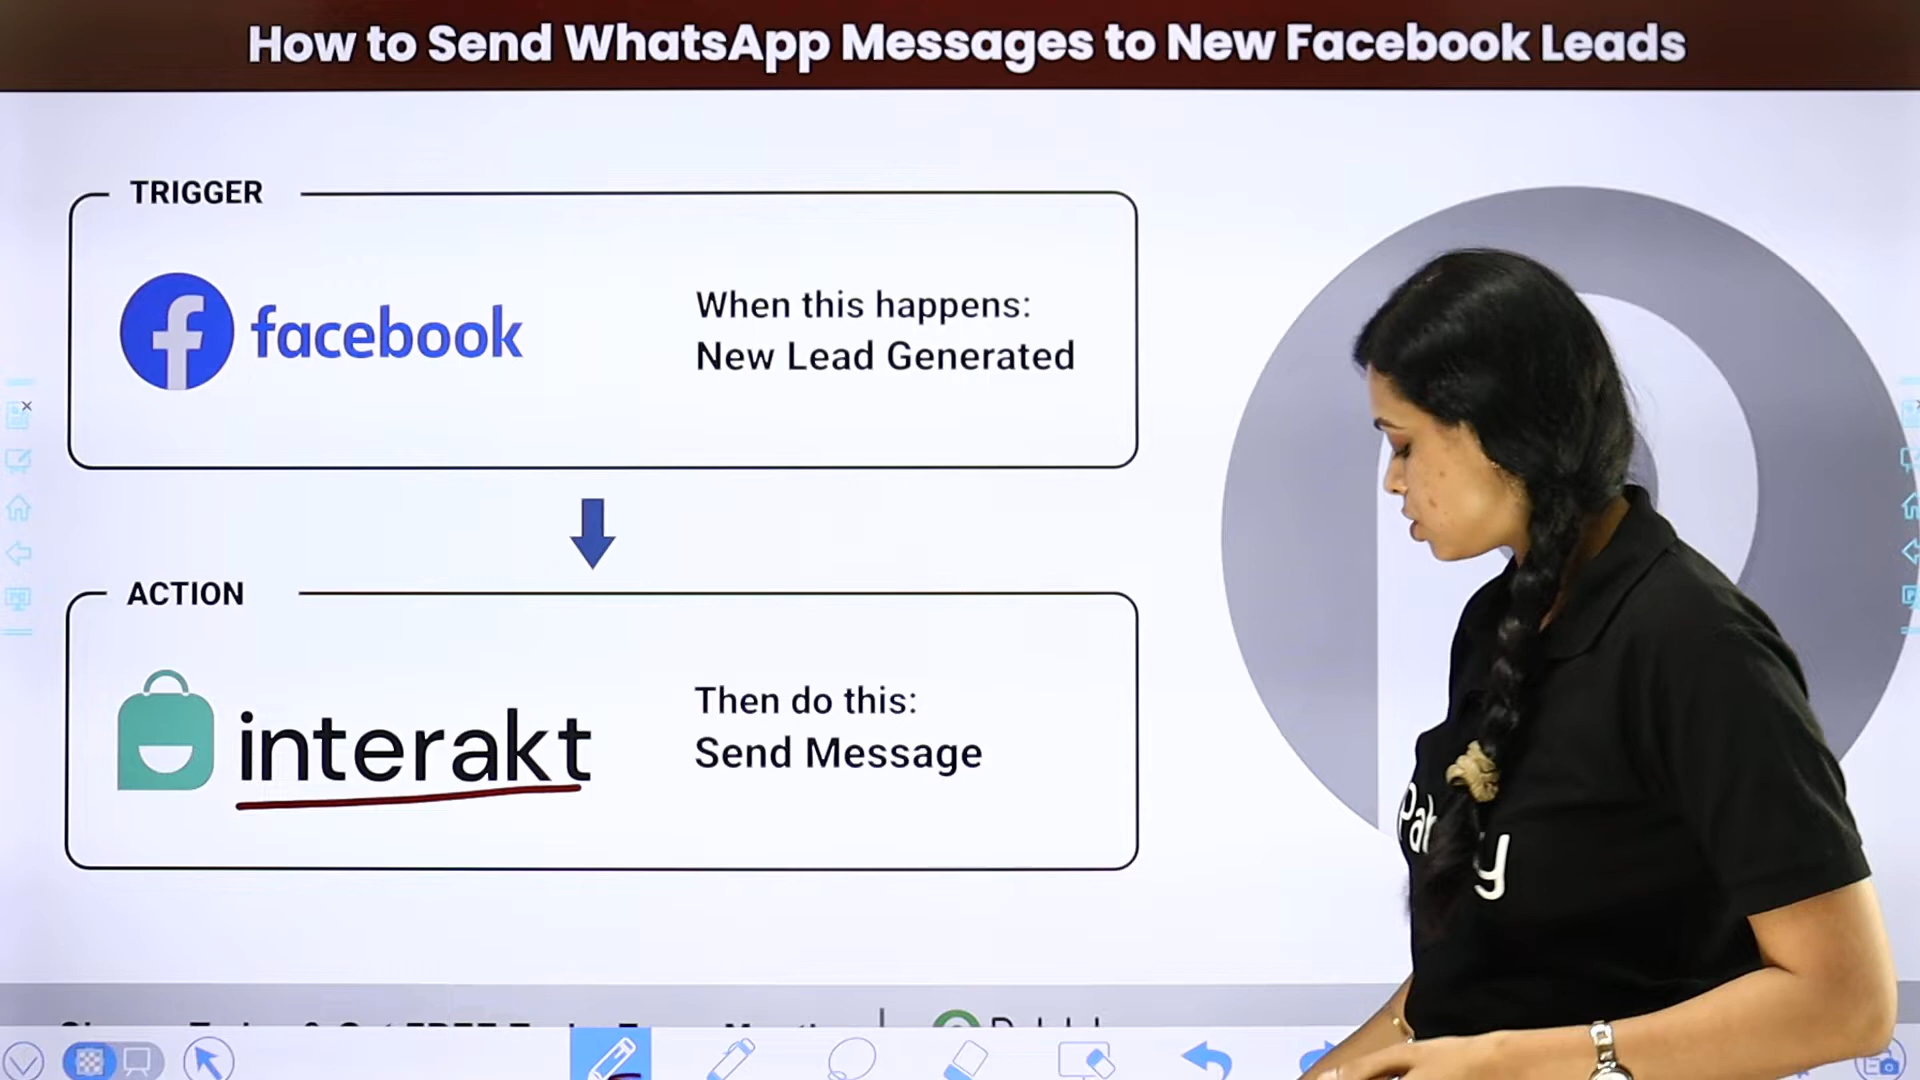 How to Send WhatsApp Messages to New Facebook Leads
TRIGGER
facebook
When this happens:
New Lead Generated
ACTION
interakt
Then do this:
Send Message